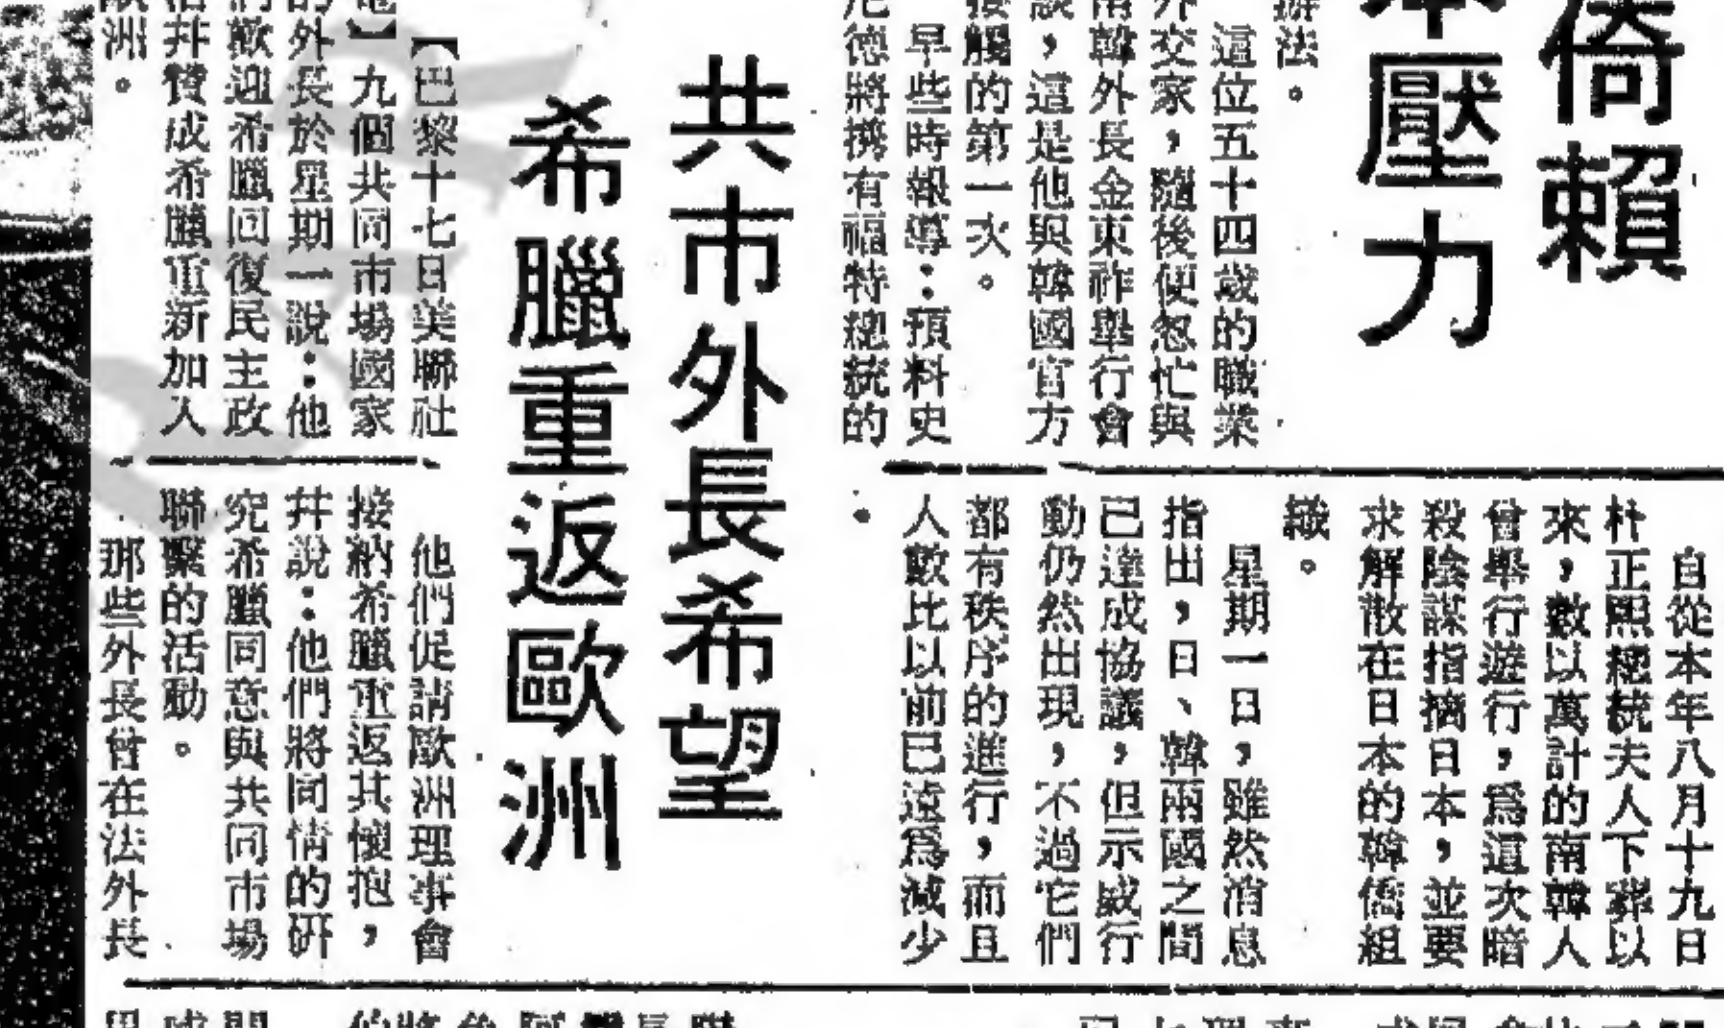 倚賴
本壓力
辦法。
這位五十四歲的職業
外交家，隨後便忽忙與
南韓外長金東祚舉行會
談，這是他與韓國官方
接觸的第一次。
早些時報導：預料史
尼德將携有福特總統的
自從本年八月十九日
朴正熙總統夫人下葬以
來，數以萬計的南韓人
曾舉行遊行，爲這次暗
殺陰謀指摘日本，並要
求解散在日本的韓僑組
織。
星期一日，雖然消息
指出，日、韓兩國之間
已達成協議，但示威行
動仍然出現，不過它們
都有秩序的進行，而且
人數比以前已遠爲減少
。
共市外長希望
希臘重返歐洲
【巴黎十七日美聯社
電】九個共同市場國家
的外長於星期一說：他
們歡迎希臘回復民主政
治幷贊成希臘重新加入
歐洲。
他們促請歐洲理事會
接納希臘重返其懷抱，
幷說：他們將同情的研
究希臘同意與共同市場
聯繫的活動。
那些外長曾在法外長